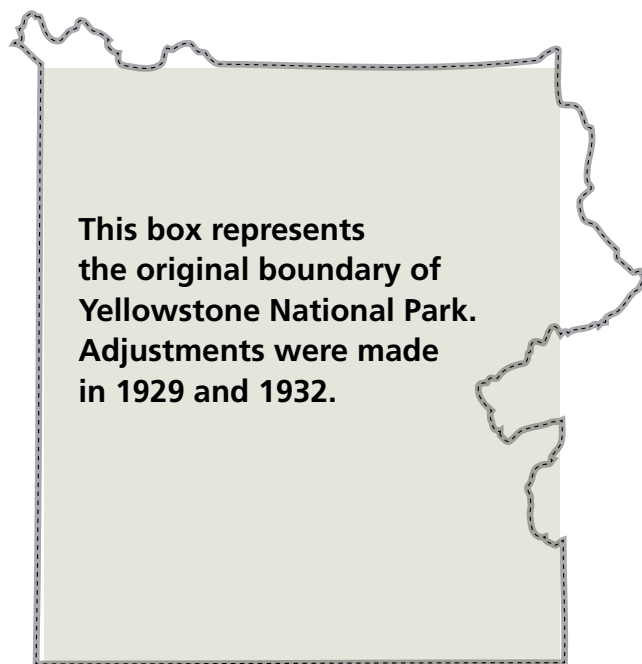 This box represents
the original boundary of
Yellowstone National Park.
Adjustments were made
in 1929 and 1932.